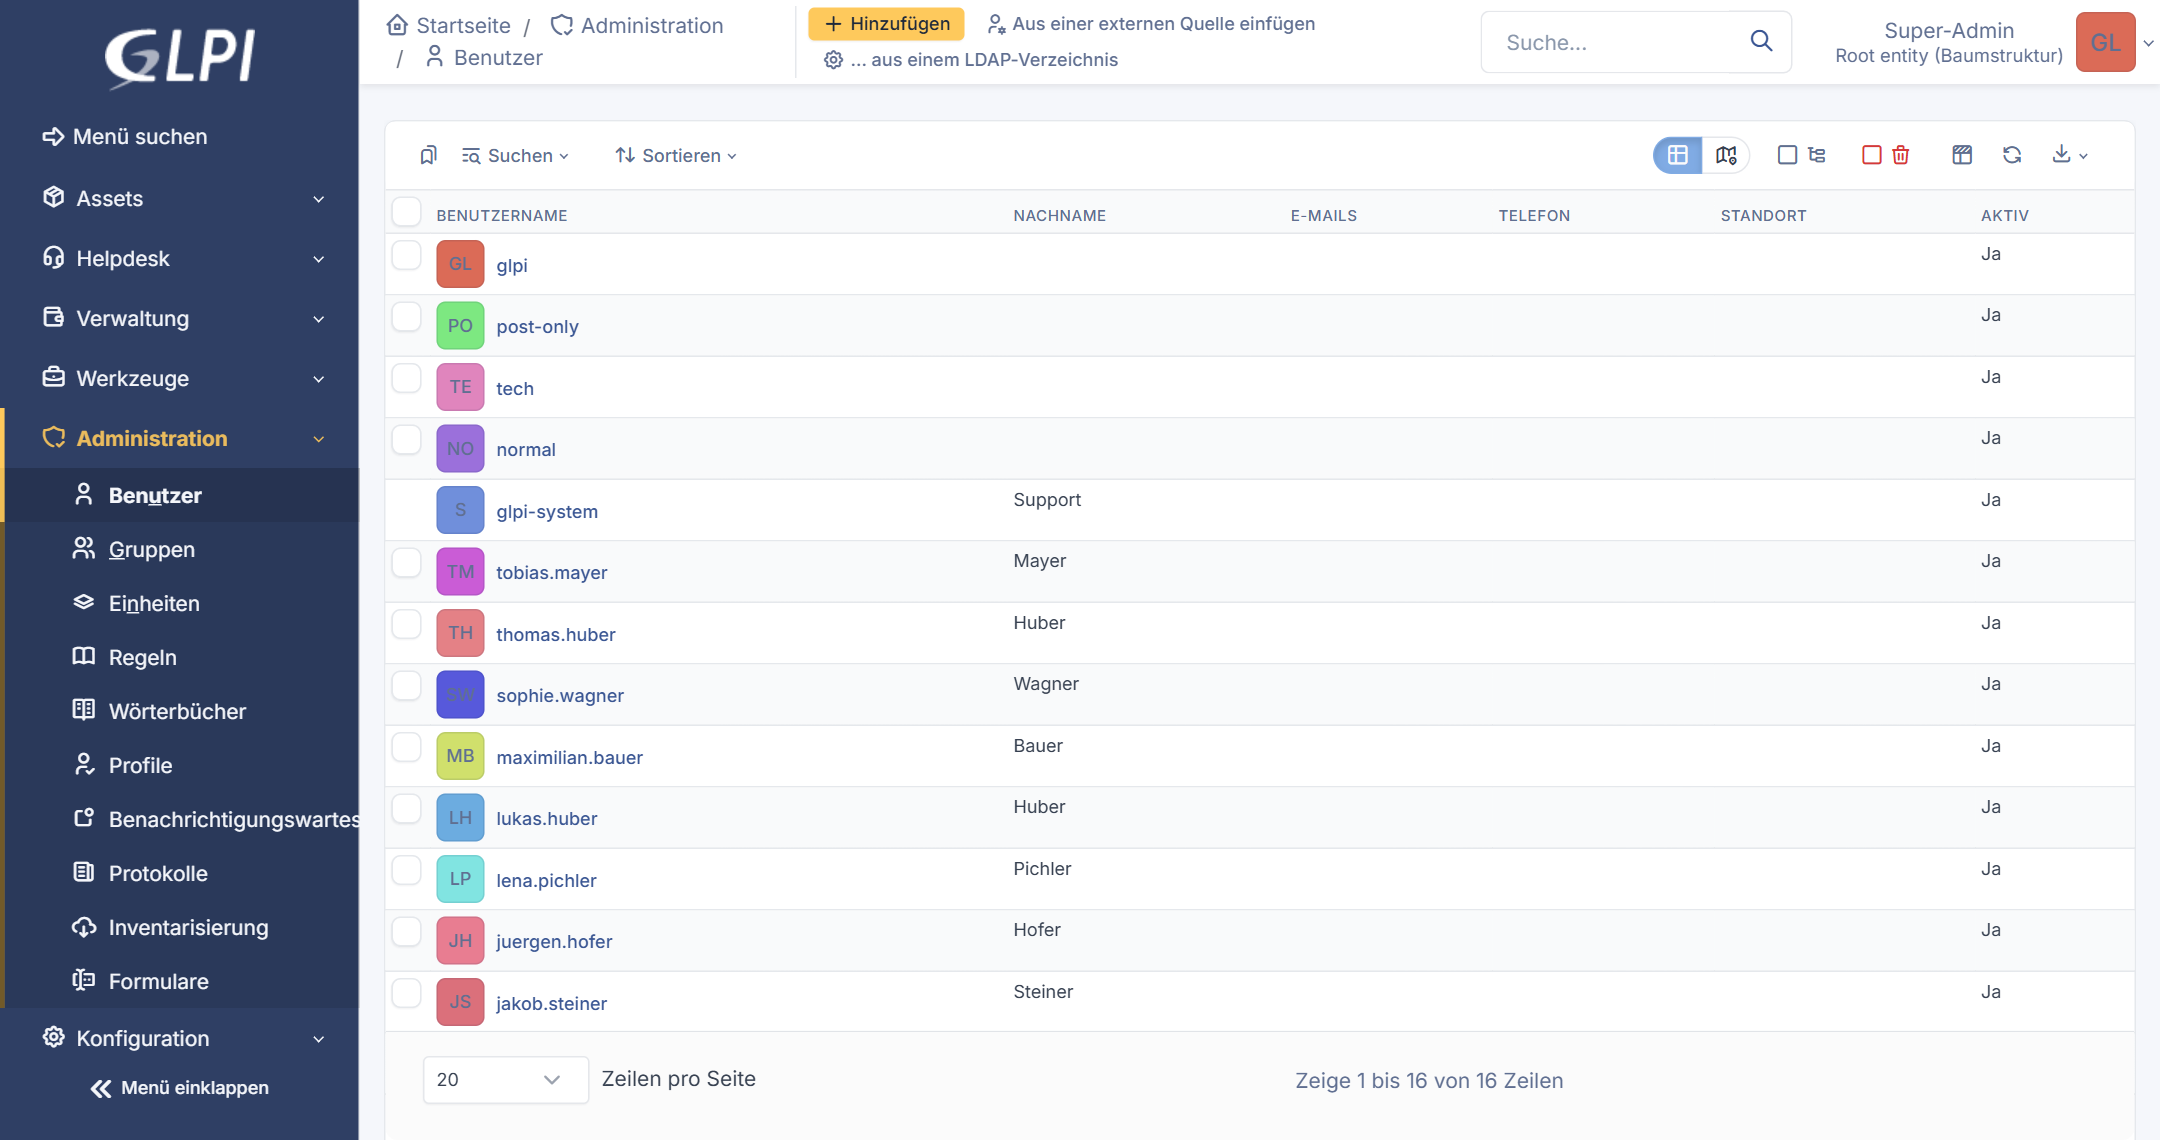 GLPI
Menü suchen
Assets
Helpdesk
Verwaltung
Werkzeuge
Administration
Benutzer
Gruppen
Einheiten
Regeln
Wörterbücher
Profile
Benachrichtigungswartes
Protokolle
Inventarisierung
Formulare
Konfiguration
Menü einklappen
Startseite / Administration
/ Benutzer
+ Hinzufügen Aus einer externen Quelle einfügen
... aus einem LDAP-Verzeichnis
Suche...
Super-Admin
Root entity (Baumstruktur)
GL
Suchen Sortieren
BENUTZERNAME NACHNAME E-MAILS TELEFON STANDORT AKTIV
GL glpi Ja
PO post-only Ja
TE tech Ja
NO normal Ja
S glpi-system Support Ja
TM tobias.mayer Mayer Ja
TH thomas.huber Huber Ja
SW sophie.wagner Wagner Ja
MB maximilian.bauer Bauer Ja
LH lukas.huber Huber Ja
LP lena.pichler Pichler Ja
JH juergen.hofer Hofer Ja
JS jakob.steiner Steiner Ja
20 Zeilen pro Seite Zeige 1 bis 16 von 16 Zeilen